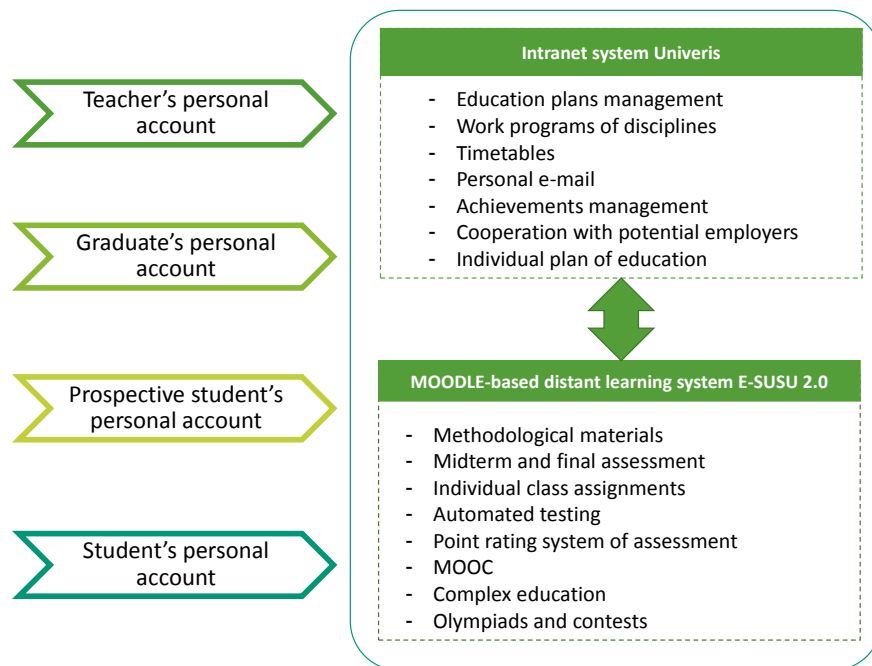 Teacher's personal
account
Graduate's personal
account
Prospective student's
personal account
Student's personal
account
Intranet system Univeris
- Education plans management
- Work programs of disciplines
- Timetables
- Personal e-mail
- Achievements management
- Cooperation with potential employers
- Individual plan of education
MOODLE-based distant learning system E-SUSU 2.0
- Methodological materials
- Midterm and final assessment
- Individual class assignments
- Automated testing
- Point rating system of assessment
- MOOC
- Complex education
- Olympiads and contests